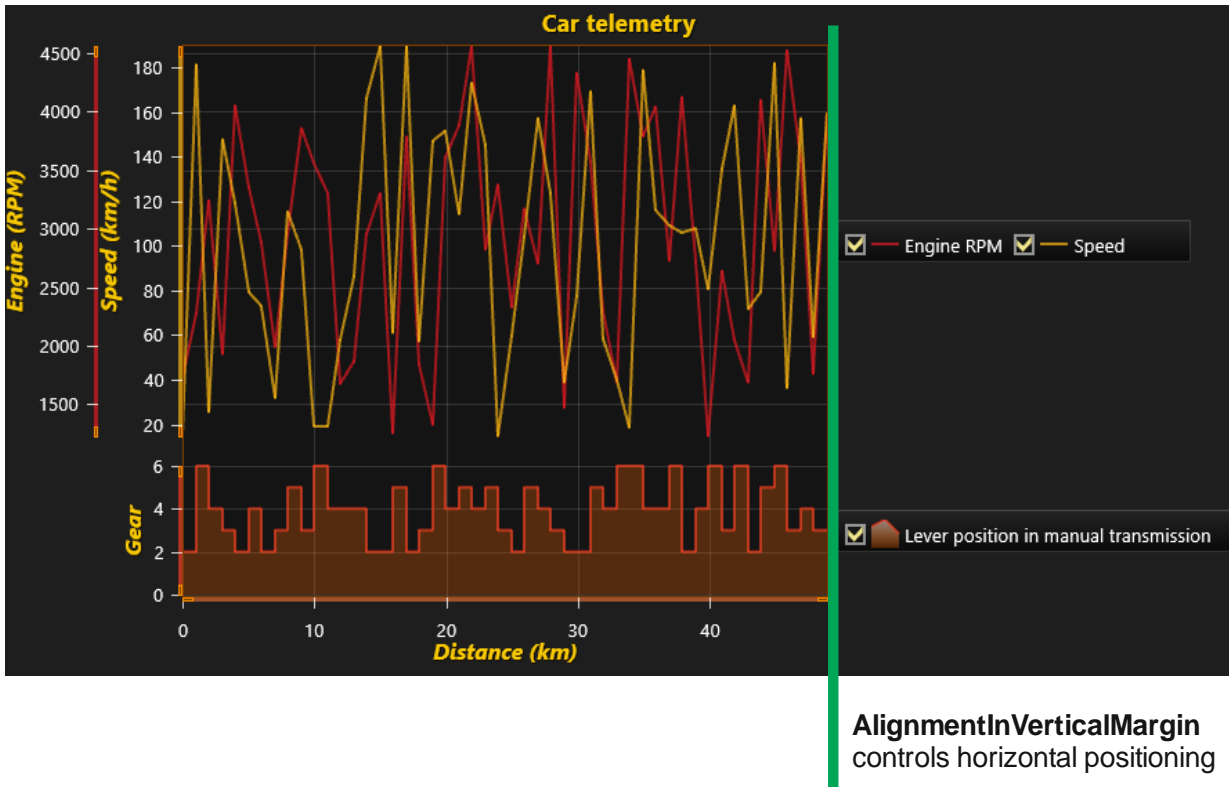 Car telemetry
4500
4000
3500
3000
2500
2000
1500
Engine (RPM)
180
160
140
120
100
80
60
40
20
Speed (km/h)
6
4
2
0
Gear
0 10 20 30 40
Distance (km)
Engine RPM Speed
Lever position in manual transmission
AlignmentInVerticalMargin
controls horizontal positioning